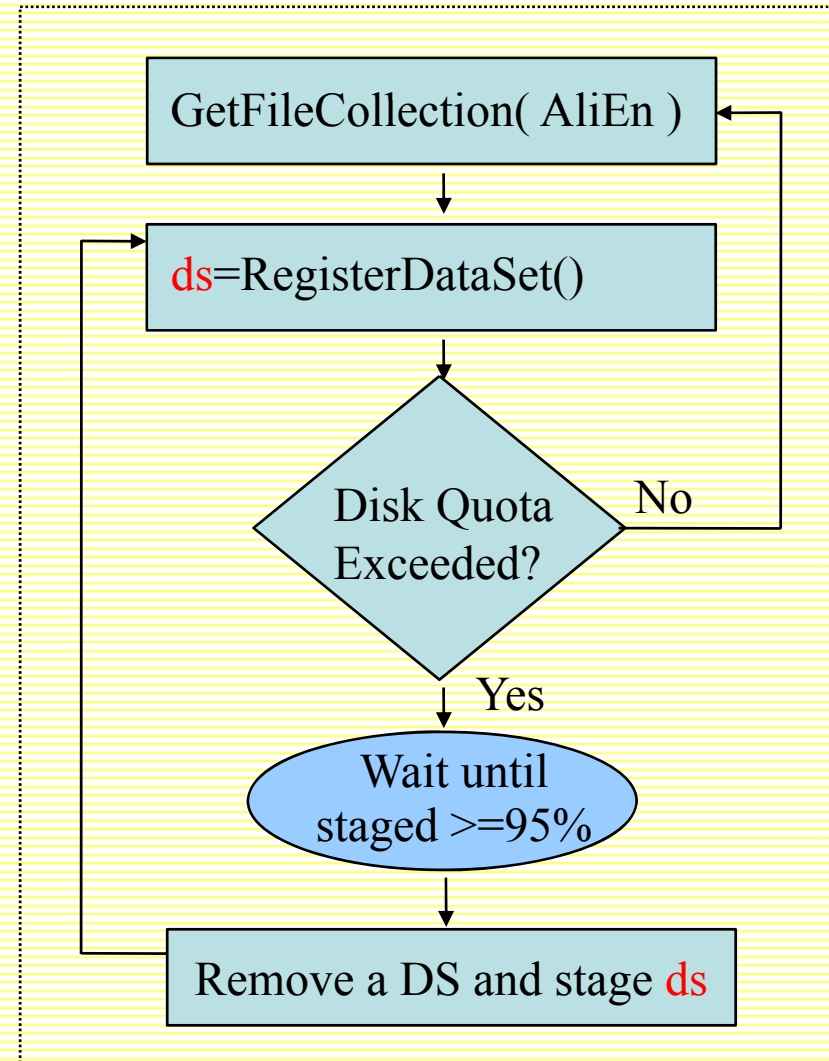 GetFileCollection( AliEn )
ds=RegisterDataSet()
Disk Quota
Exceeded?
No
Yes
Wait until
staged >=95%
Remove a DS and stage ds